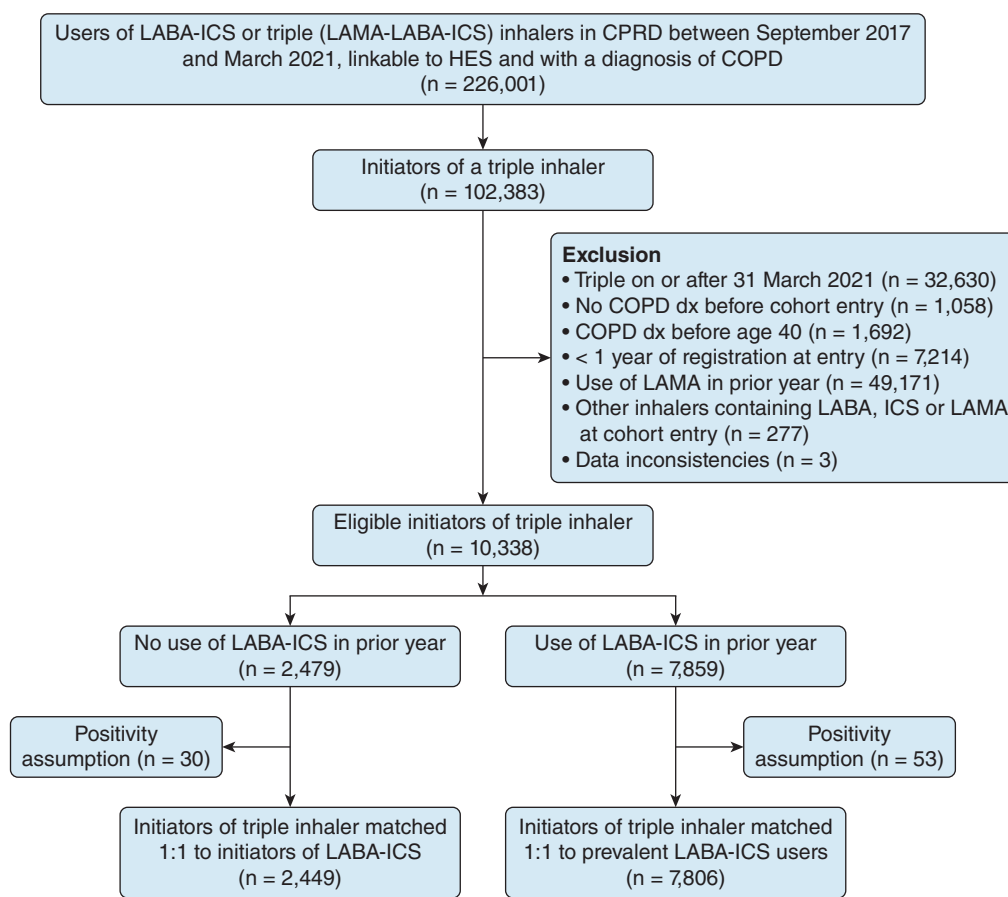 Users of LABA-ICS or triple (LAMA-LABA-ICS) inhalers in CPRD between September 2017
and March 2021, linkable to HES and with a diagnosis of COPD
(n = 226,001)
Initiators of a triple inhaler
(n = 102,383)
Exclusion
• Triple on or after 31 March 2021 (n = 32,630)
• No COPD dx before cohort entry (n = 1,058)
• COPD dx before age 40 (n = 1,692)
• < 1 year of registration at entry (n = 7,214)
• Use of LAMA in prior year (n = 49,171)
• Other inhalers containing LABA, ICS or LAMA
at cohort entry (n = 277)
• Data inconsistencies (n = 3)
Eligible initiators of triple inhaler
(n = 10,338)
No use of LABA-ICS in prior year
(n = 2,479)
Use of LABA-ICS in prior year
(n = 7,859)
Positivity
assumption (n = 30)
Positivity
assumption (n = 53)
Initiators of triple inhaler matched
1:1 to initiators of LABA-ICS
(n = 2,449)
Initiators of triple inhaler matched
1:1 to prevalent LABA-ICS users
(n = 7,806)